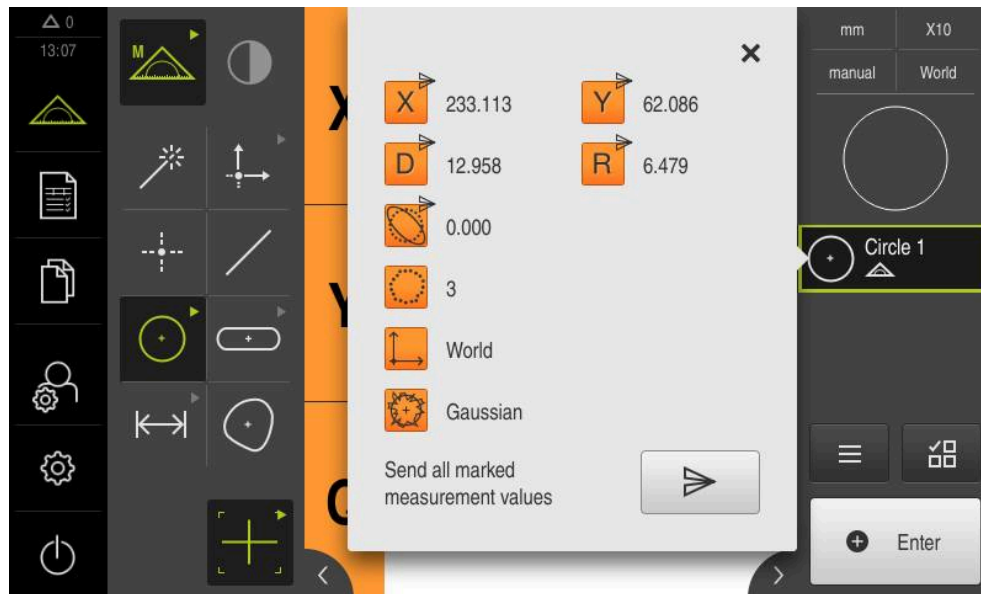 0
13:07
M
X
Y
Q
X 233.113
Y 62.086
D 12.958
R 6.479
0.000
3
World
Gaussian
Send all marked
measurement values
mm
X10
manual
World
Circle 1
Enter